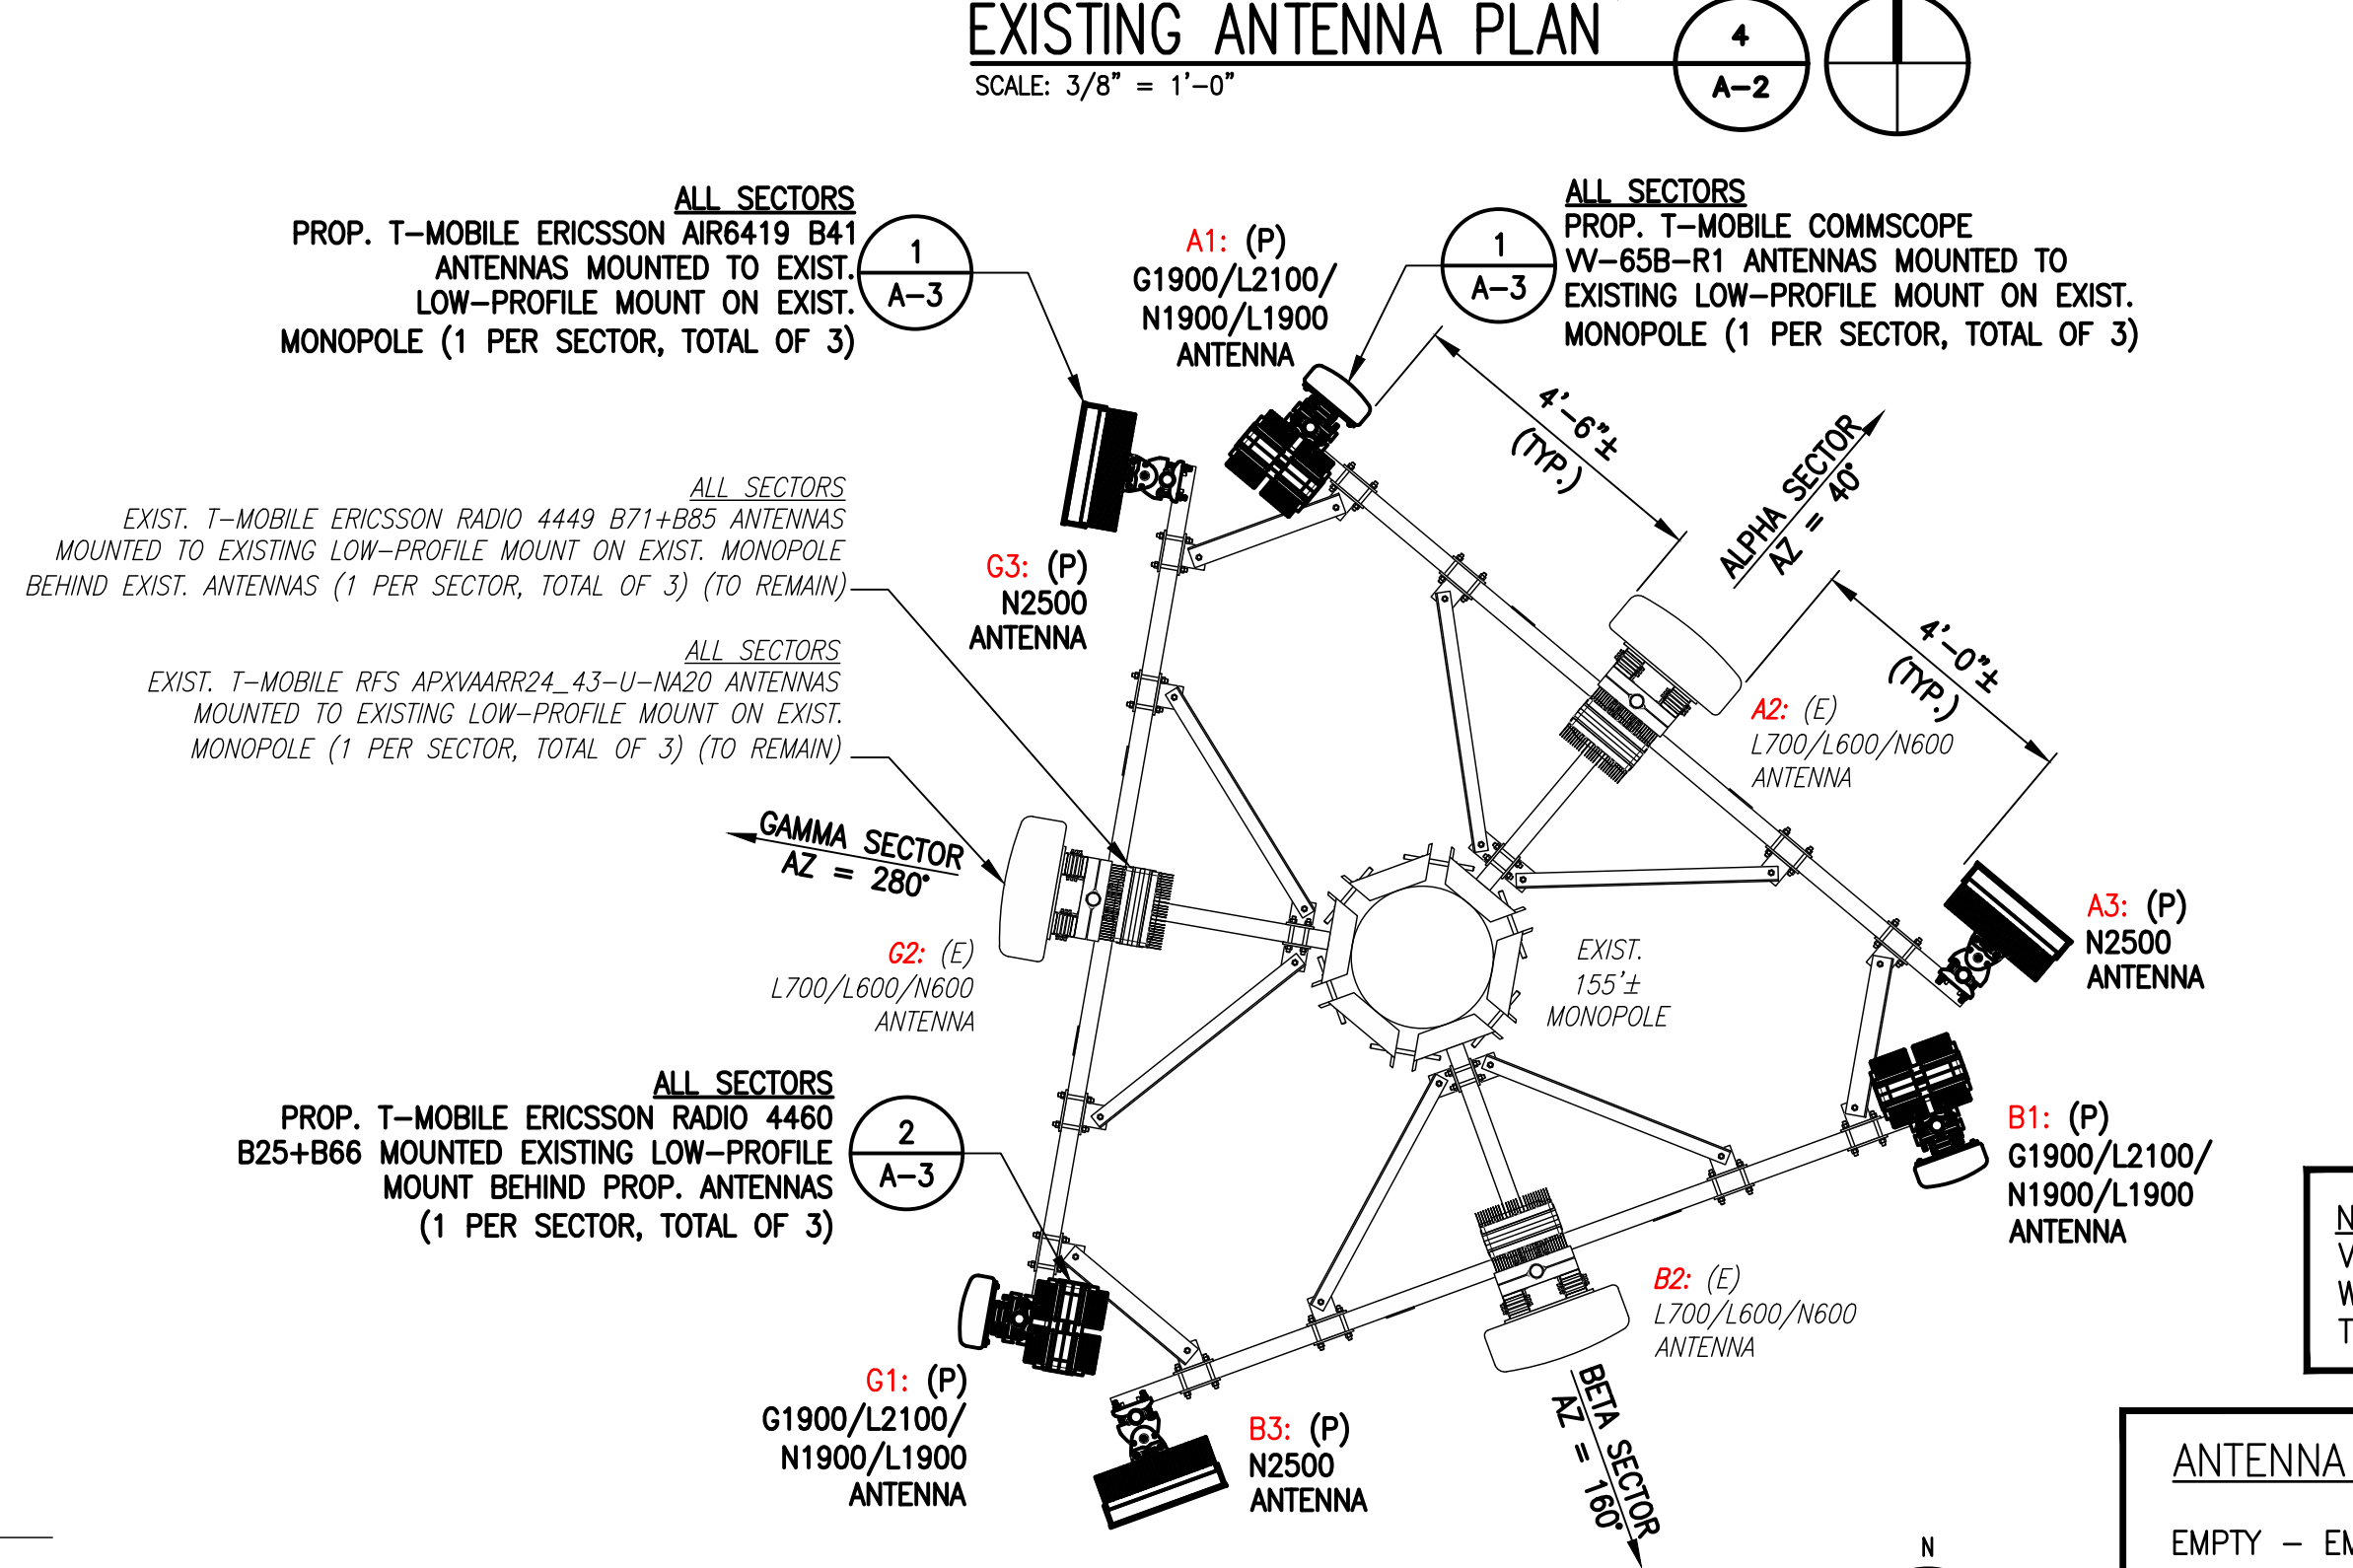 EXISTING ANTENNA PLAN
SCALE: 3/8" = 1'-0"
4
A-2
ALL SECTORS
PROP. T-MOBILE ERICSSON AIR6419 B41
ANTENNAS MOUNTED TO EXIST.
LOW-PROFILE MOUNT ON EXIST.
MONOPOLE (1 PER SECTOR, TOTAL OF 3)
1
A-3
A1: (P)
G1900/L2100/
N1900/L1900
ANTENNA
1
A-3
ALL SECTORS
PROP. T-MOBILE COMMSCOPE
VV-65B-R1 ANTENNAS MOUNTED TO
EXISTING LOW-PROFILE MOUNT ON EXIST.
MONOPOLE (1 PER SECTOR, TOTAL OF 3)
4'-6"±
(TYP.)
ALPHA SECTOR
AZ = 40°
ALL SECTORS
EXIST. T-MOBILE ERICSSON RADIO 4449 B71+B85 ANTENNAS
MOUNTED TO EXISTING LOW-PROFILE MOUNT ON EXIST. MONOPOLE
BEHIND EXIST. ANTENNAS (1 PER SECTOR, TOTAL OF 3) (TO REMAIN)
G3: (P)
N2500
ANTENNA
4'-0"±
(TYP.)
ALL SECTORS
EXIST. T-MOBILE RFS APXVAARR24_43-U-NA20 ANTENNAS
MOUNTED TO EXISTING LOW-PROFILE MOUNT ON EXIST.
MONOPOLE (1 PER SECTOR, TOTAL OF 3) (TO REMAIN)
A2: (E)
L700/L600/N600
ANTENNA
GAMMA SECTOR
AZ = 280°
A3: (P)
N2500
ANTENNA
G2: (E)
L700/L600/N600
ANTENNA
EXIST.
155'±
MONOPOLE
ALL SECTORS
PROP. T-MOBILE ERICSSON RADIO 4460
B25+B66 MOUNTED EXISTING LOW-PROFILE
MOUNT BEHIND PROP. ANTENNAS
(1 PER SECTOR, TOTAL OF 3)
2
A-3
B1: (P)
G1900/L2100/
N1900/L1900
ANTENNA
B2: (E)
L700/L600/N600
ANTENNA
G1: (P)
G1900/L2100/
N1900/L1900
ANTENNA
B3: (P)
N2500
ANTENNA
BETA SECTOR
AZ = 160°
ANTENNA
EMPTY -
N